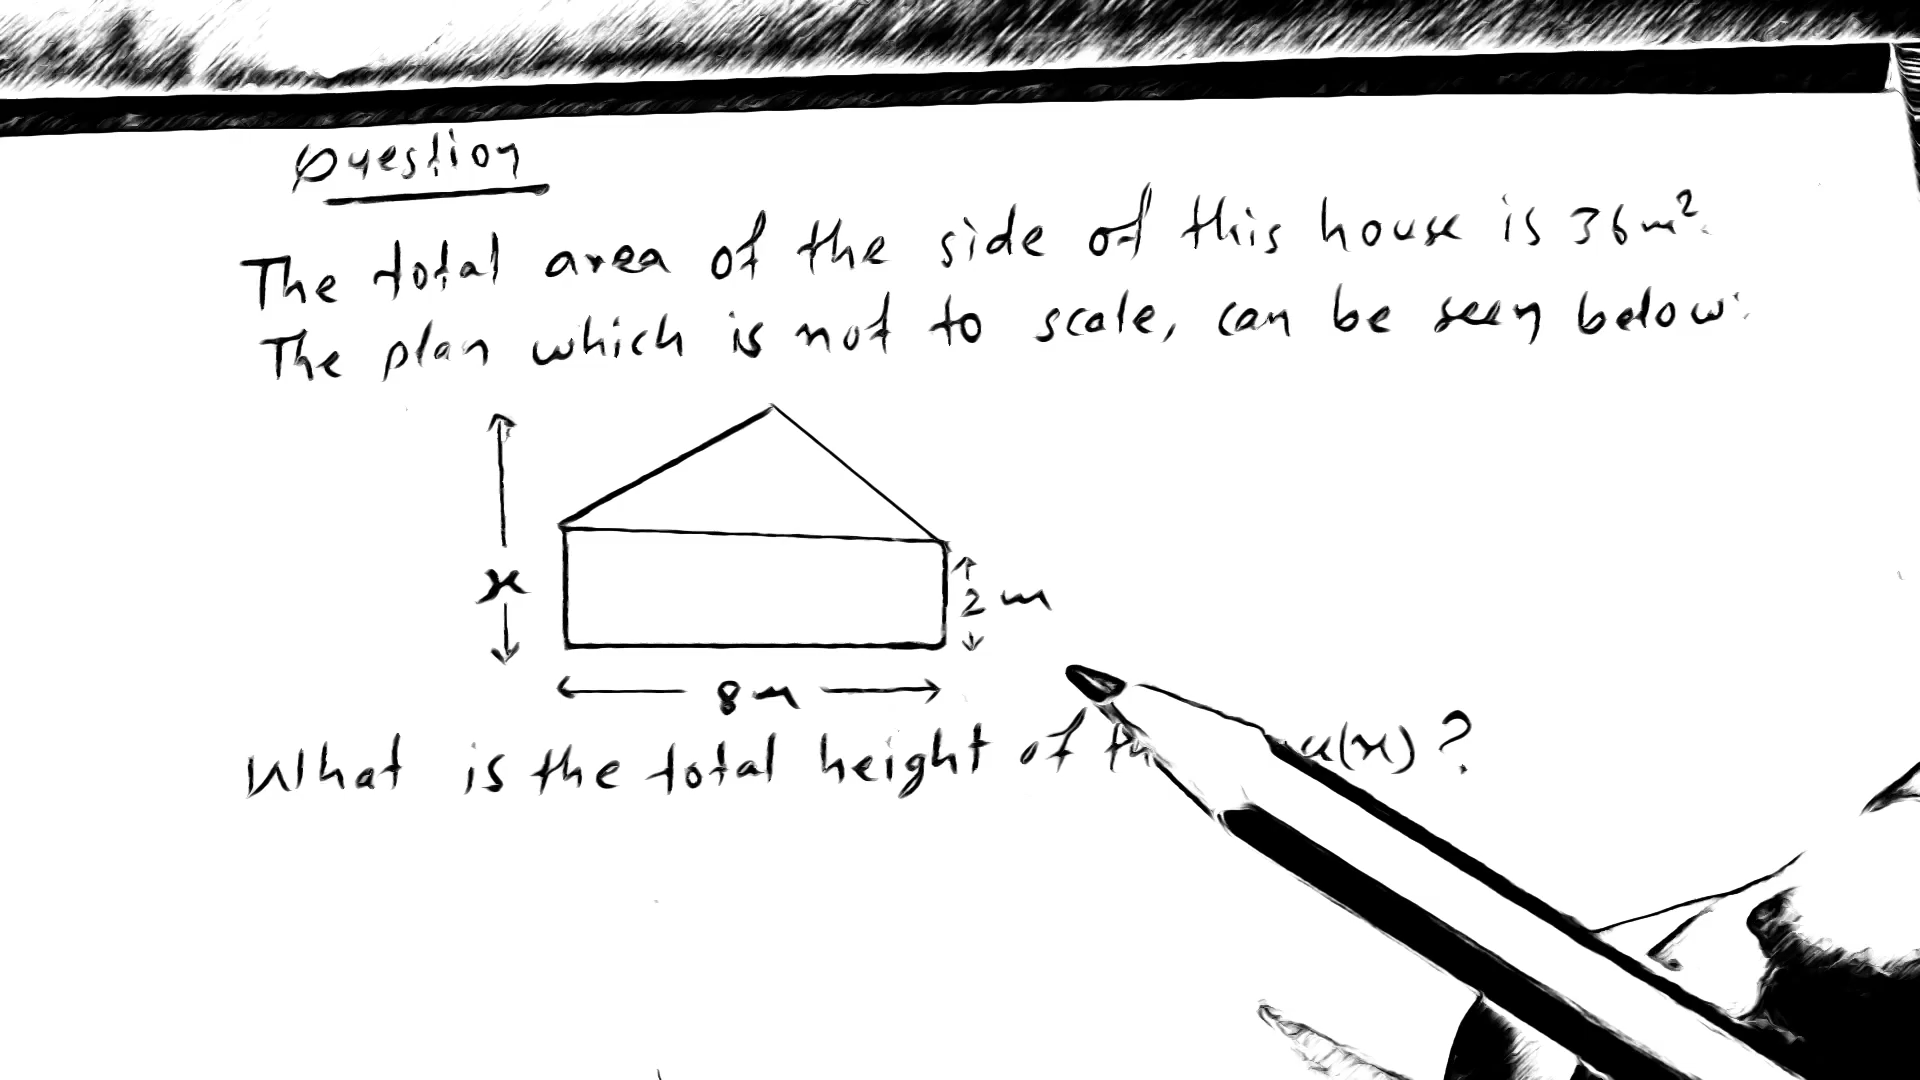 Question
The total area of the side of this house is 36m².
The plan which is not to scale, can be seen below:
x
2m
8m
What is the total height of (x)?